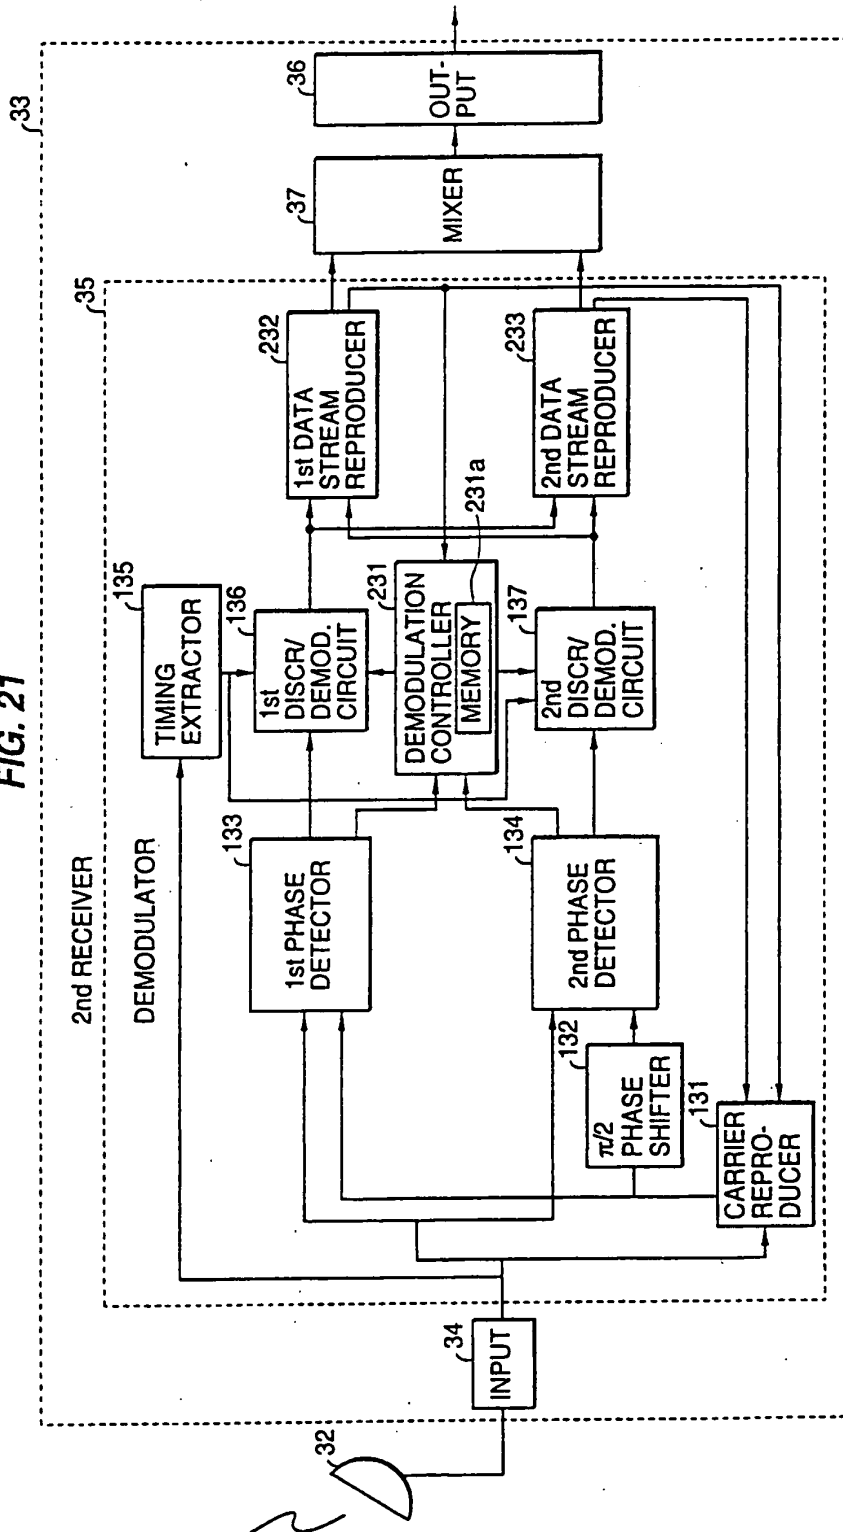 FIG. 21
33
2nd RECEIVER
35
DEMODULATOR
32
34
INPUT
135
TIMING
EXTRACTOR
133
1st PHASE
DETECTOR
136
1st
DISCR/
DEMOD.
CIRCUIT
232
1st DATA
STREAM
REPRODUCER
37
MIXER
36
OUT-
PUT
231
DEMODULATION
CONTROLLER
MEMORY
231a
134
2nd PHASE
DETECTOR
137
2nd
DISCR/
DEMOD.
CIRCUIT
233
2nd DATA
STREAM
REPRODUCER
132
π/2
PHASE
SHIFTER
131
CARRIER
REPRO-
DUCER